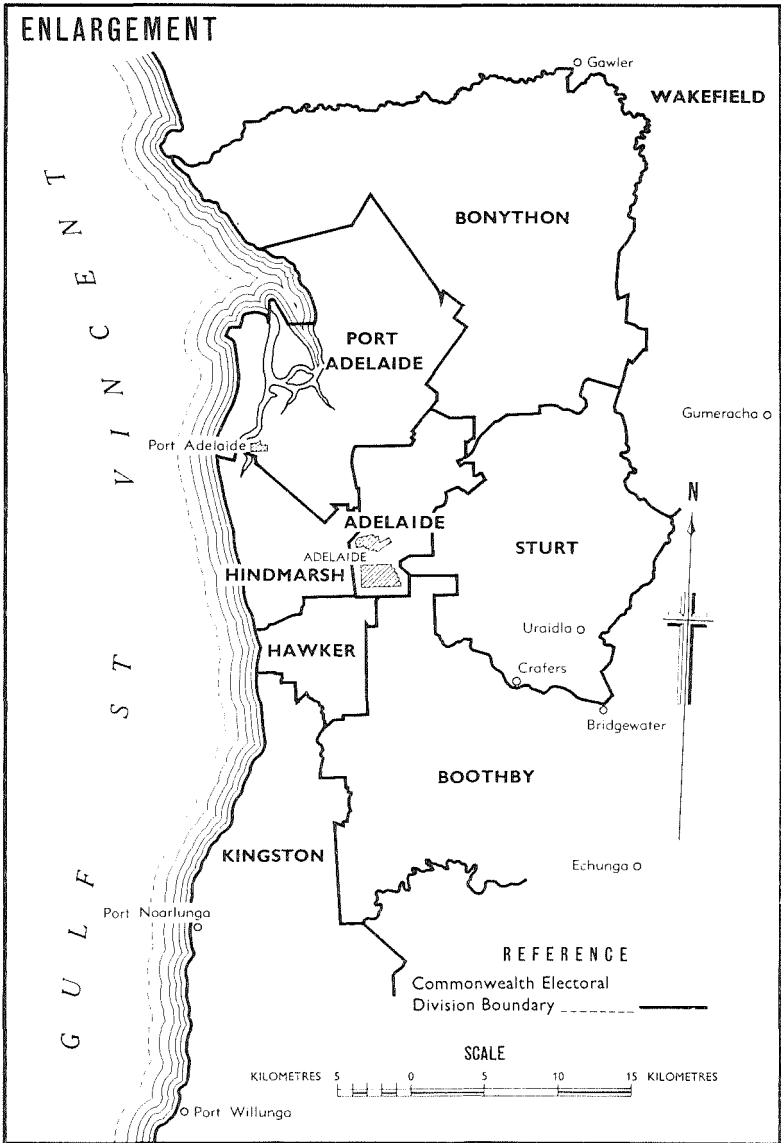 ENLARGEMENT
Gawler
WAKEFIELD
BONYTHON
PORT
ADELAIDE
Gumeracha
Port Adelaide
N
ADELAIDE
ADELAIDE
STURT
HINDMARSH
Uraidla
HAWKER
Crafers
Bridgewater
BOOTHBY
KINGSTON
Echunga
Port Noarlunga
GULF ST VINCENT
REFERENCE
Commonwealth Electoral
Division Boundary
SCALE
KILOMETRES 5 0 5 10 15 KILOMETRES
Port Willunga